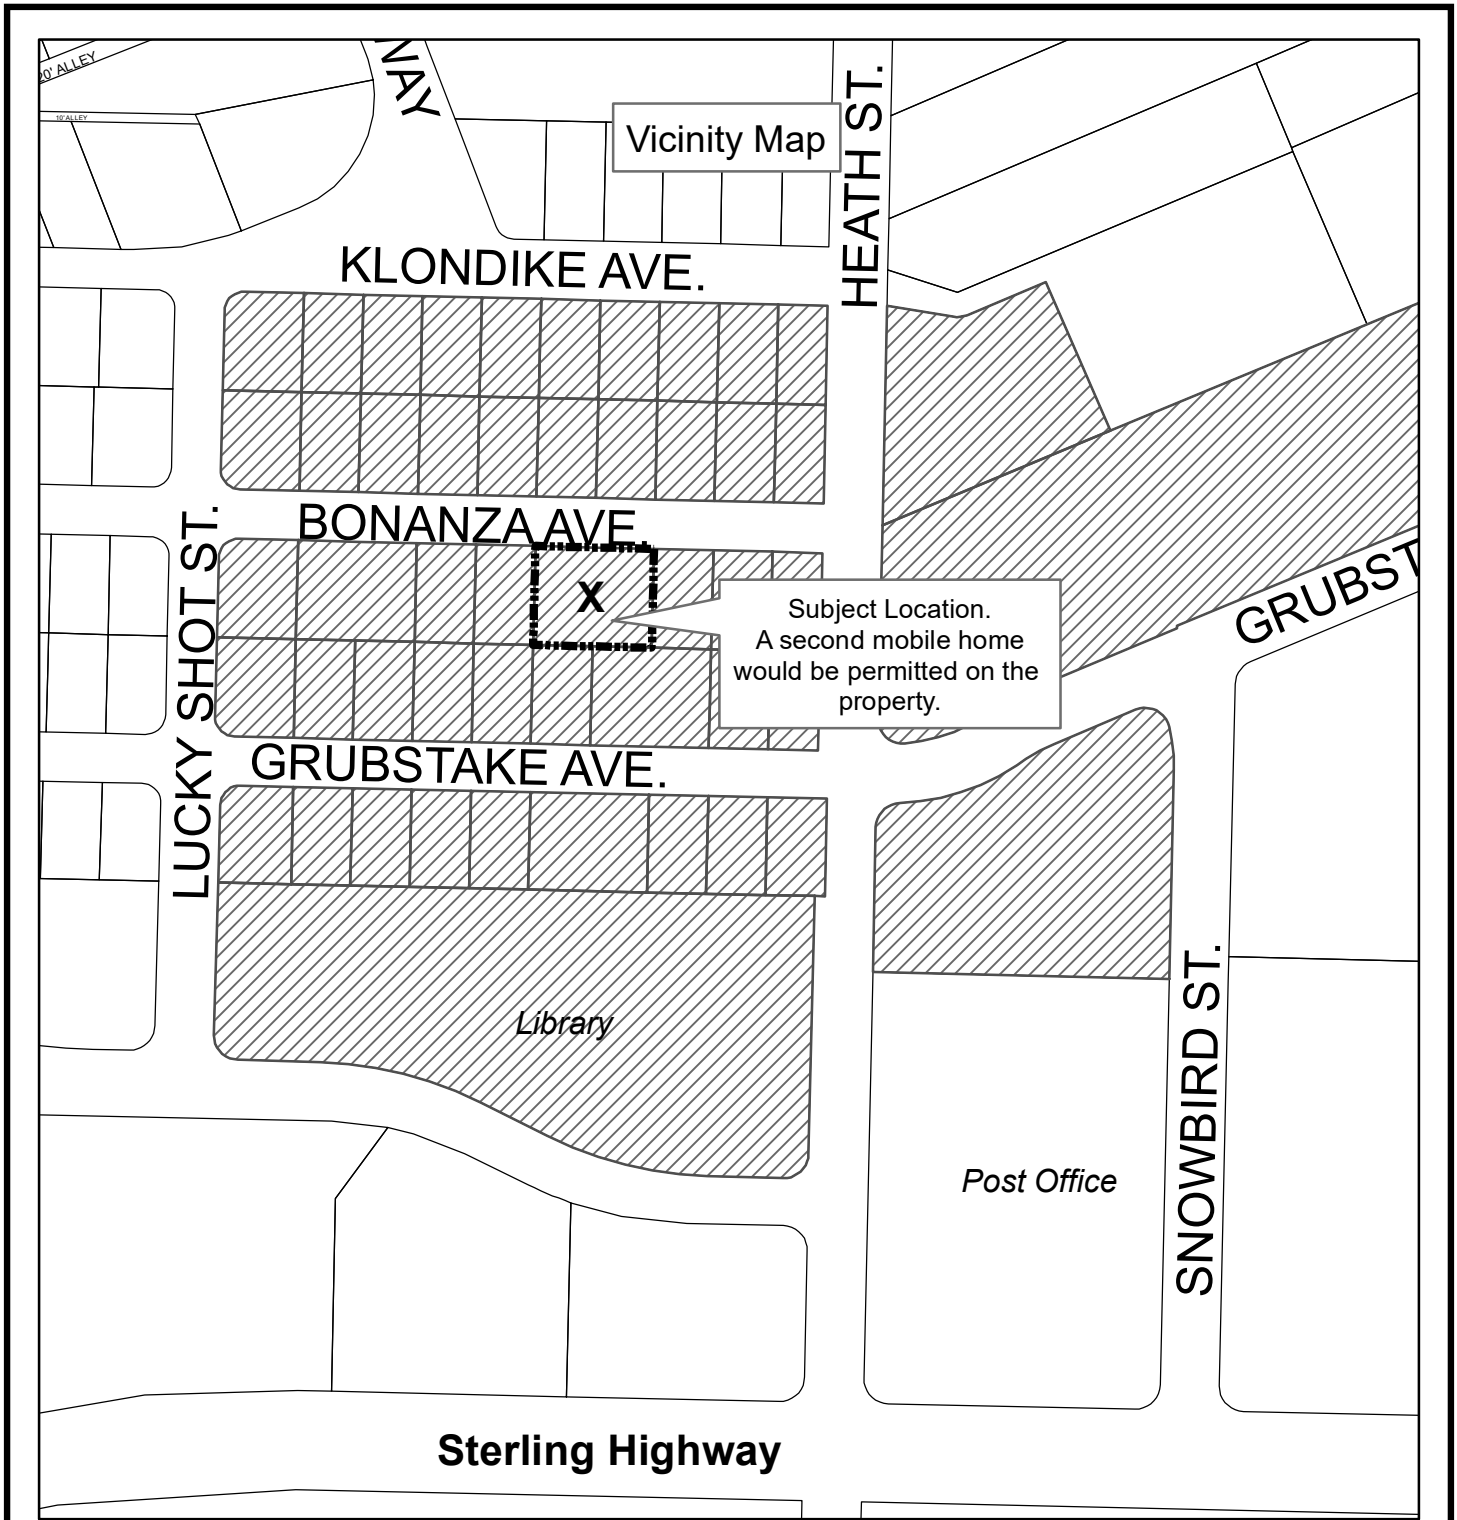 20' ALLEY
10' ALLEY
WAY
Vicinity Map
HEATH ST.
KLONDIKE AVE.
BONANZA AVE.
LUCKY SHOT ST.
X
Subject Location.
A second mobile home
would be permitted on the
property.
GRUBST
GRUBSTAKE AVE.
Library
SNOWBIRD ST.
Post Office
Sterling Highway